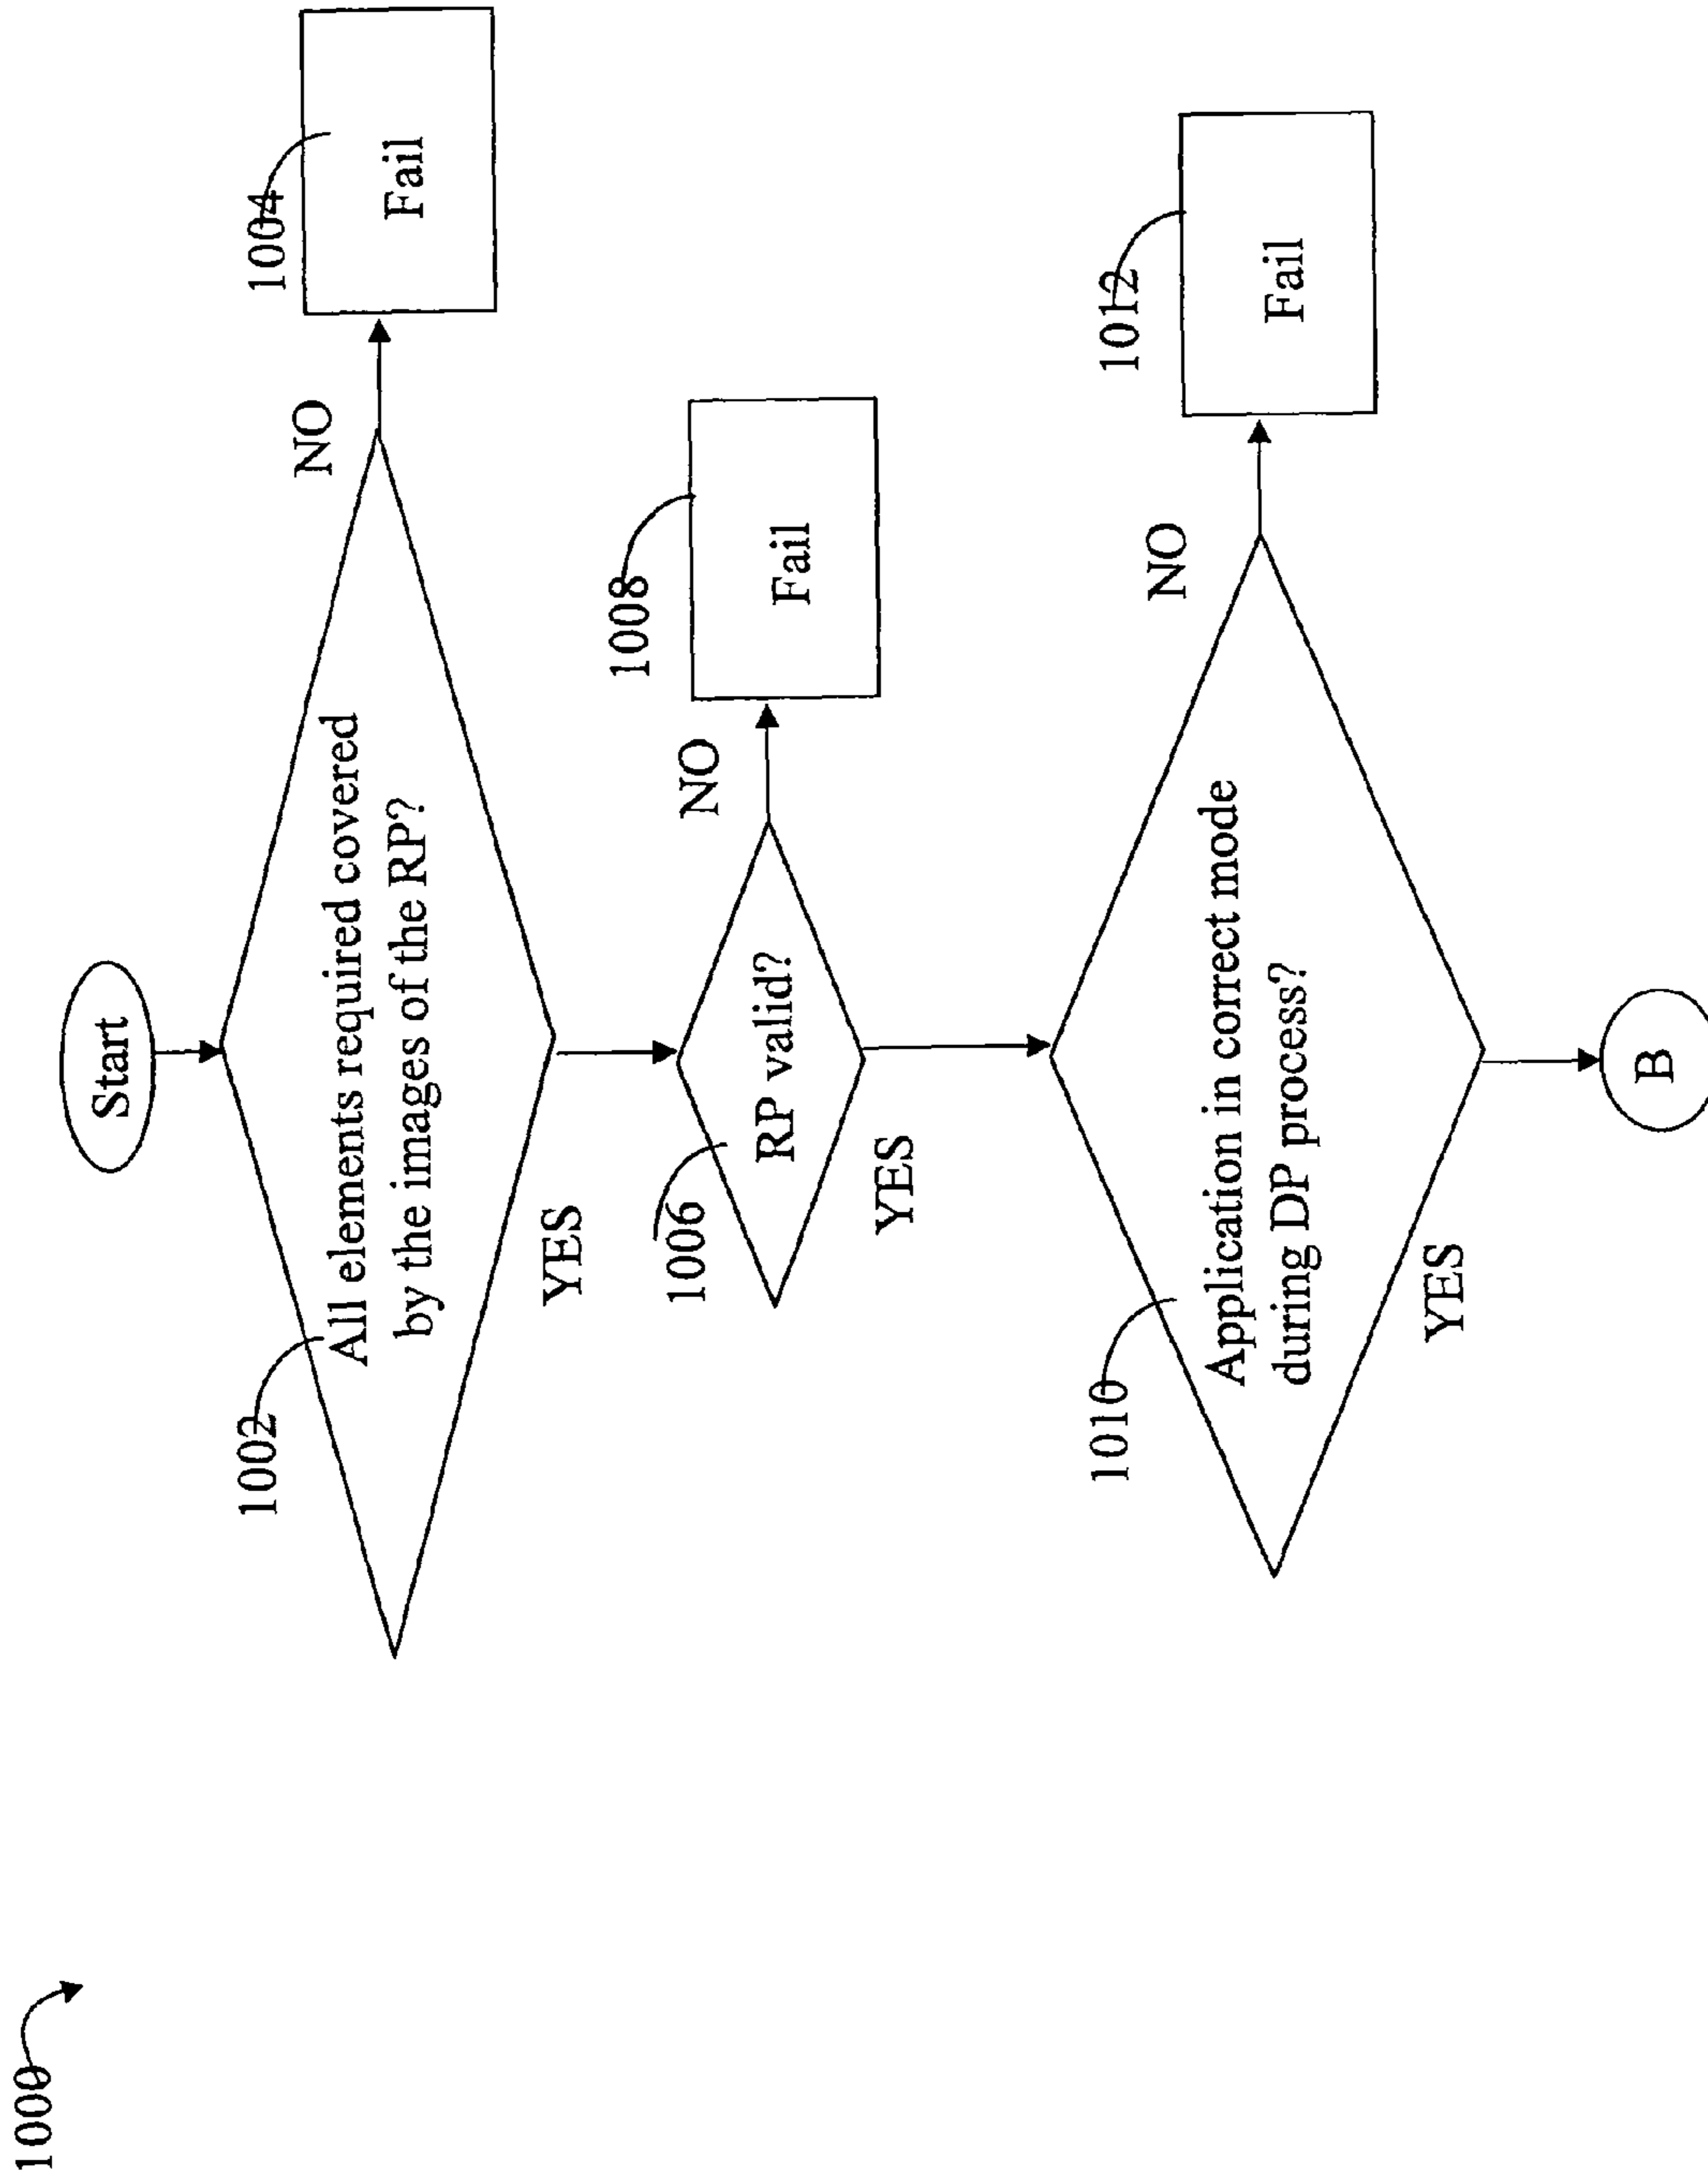 1000
Start
1002
All elements required covered
by the images of the RP?
NO
1004
Fail
YES
1006
RP valid?
NO
1008
Fail
YES
1010
Application in correct mode
during DP process?
NO
1012
Fail
YES
B